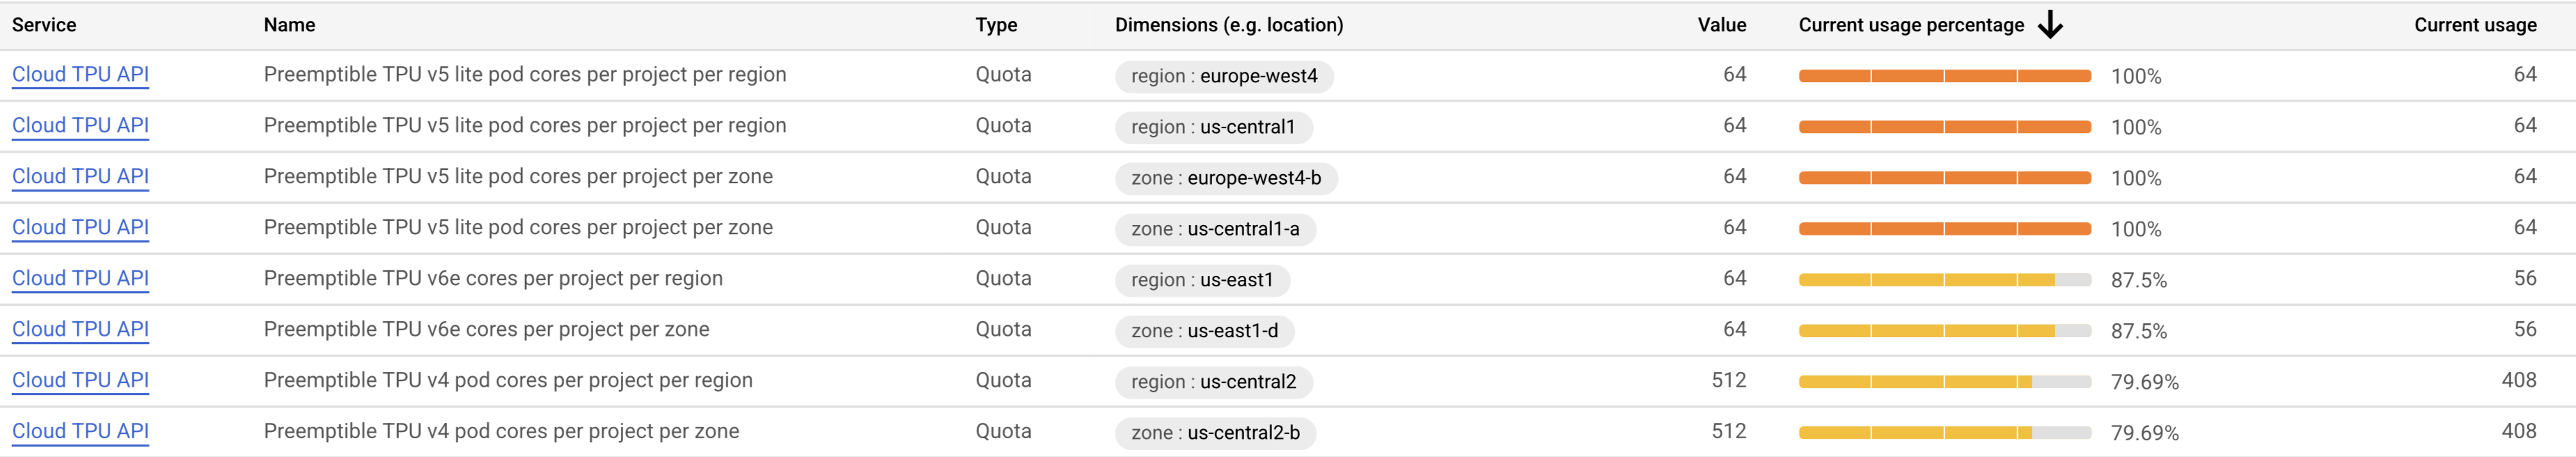 Service Name Type Dimensions (e.g. location) Value Current usage percentage ↓ Current usage
Cloud TPU API Preemptible TPU v5 lite pod cores per project per region Quota region : europe-west4 64 100% 64
Cloud TPU API Preemptible TPU v5 lite pod cores per project per region Quota region : us-central1 64 100% 64
Cloud TPU API Preemptible TPU v5 lite pod cores per project per zone Quota zone : europe-west4-b 64 100% 64
Cloud TPU API Preemptible TPU v5 lite pod cores per project per zone Quota zone : us-central1-a 64 100% 64
Cloud TPU API Preemptible TPU v6e cores per project per region Quota region : us-east1 64 87.5% 56
Cloud TPU API Preemptible TPU v6e cores per project per zone Quota zone : us-east1-d 64 87.5% 56
Cloud TPU API Preemptible TPU v4 pod cores per project per region Quota region : us-central2 512 79.69% 408
Cloud TPU API Preemptible TPU v4 pod cores per project per zone Quota zone : us-central2-b 512 79.69% 408